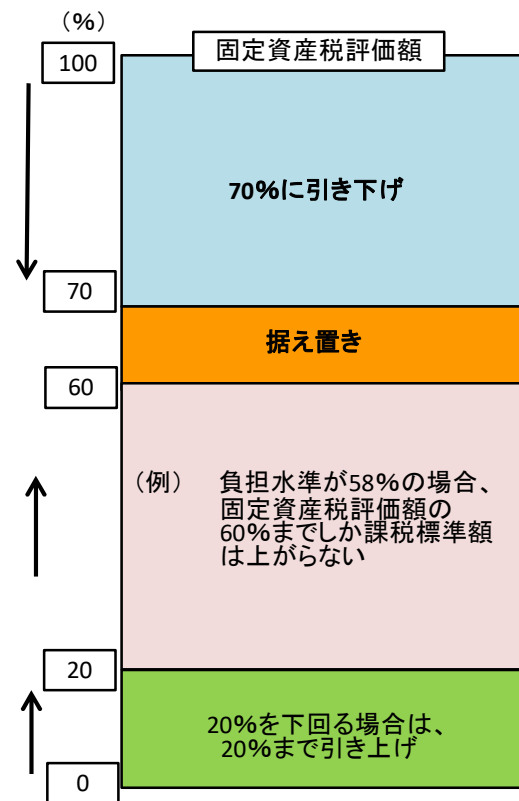 （%）
100
固定資産税評価額
70%に引き下げ
70
据え置き
60
（例）　負担水準が58%の場合、
固定資産税評価額の
60%までしか課税標準額
は上がらない
20
20%を下回る場合は、
20%まで引き上げ
0